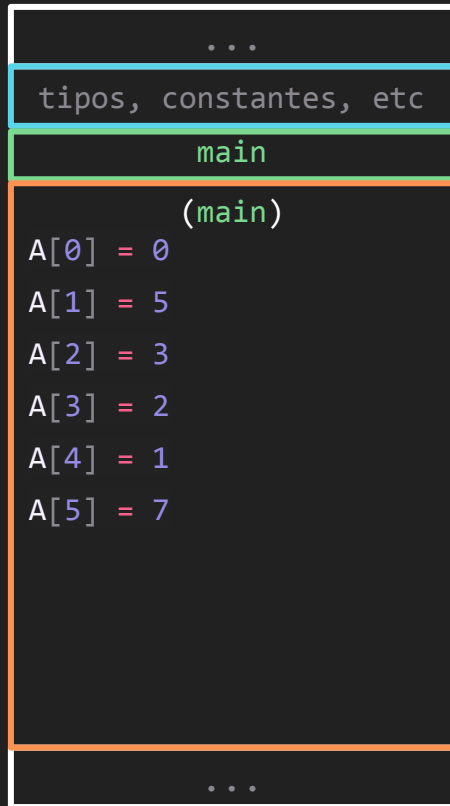 ...
tipos, constantes, etc
main
(main)
A[0] = 0
A[1] = 5
A[2] = 3
A[3] = 2
A[4] = 1
A[5] = 7
...